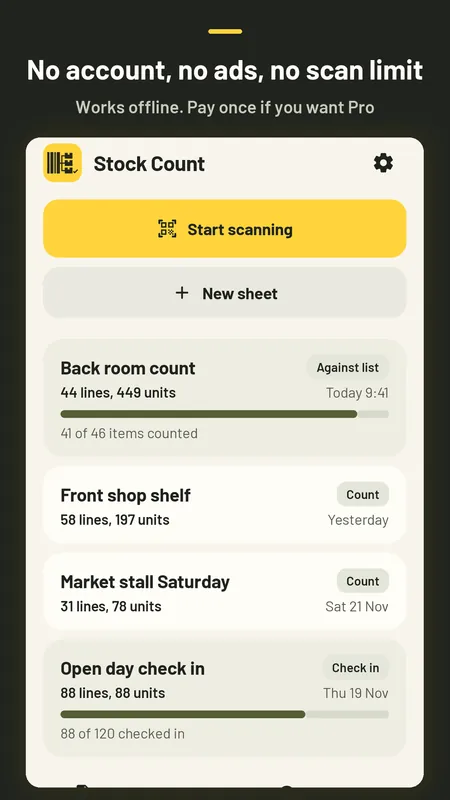 No account, no ads, no scan limit
Works offline. Pay once if you want Pro
Stock Count
Start scanning
New sheet
Back room count
Against list
44 lines, 449 units
Today 9:41
41 of 46 items counted
Front shop shelf
Count
58 lines, 197 units
Yesterday
Market stall Saturday
Count
31 lines, 78 units
Sat 21 Nov
Open day check in
Check in
88 lines, 88 units
Thu 19 Nov
88 of 120 checked in